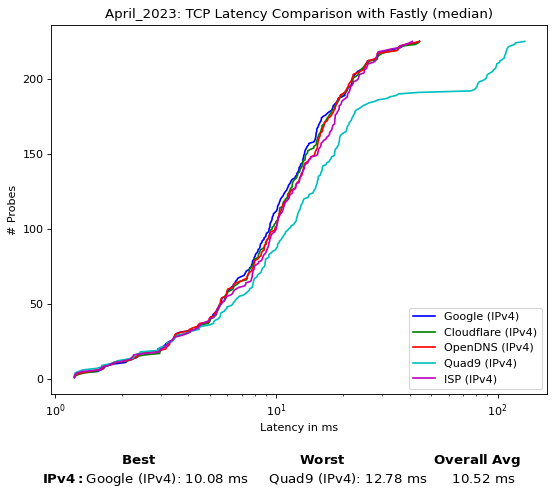 April_2023: TCP Latency Comparison with Fastly (median)
# Probes
200
150
100
50
0
Google (IPv4)
Cloudflare (IPv4)
OpenDNS (IPv4)
Quad9 (IPv4)
ISP (IPv4)
10⁰ 10¹ 10²
Latency in ms
Best Worst Overall Avg
IPv4: Google (IPv4): 10.08 ms Quad9 (IPv4): 12.78 ms 10.52 ms